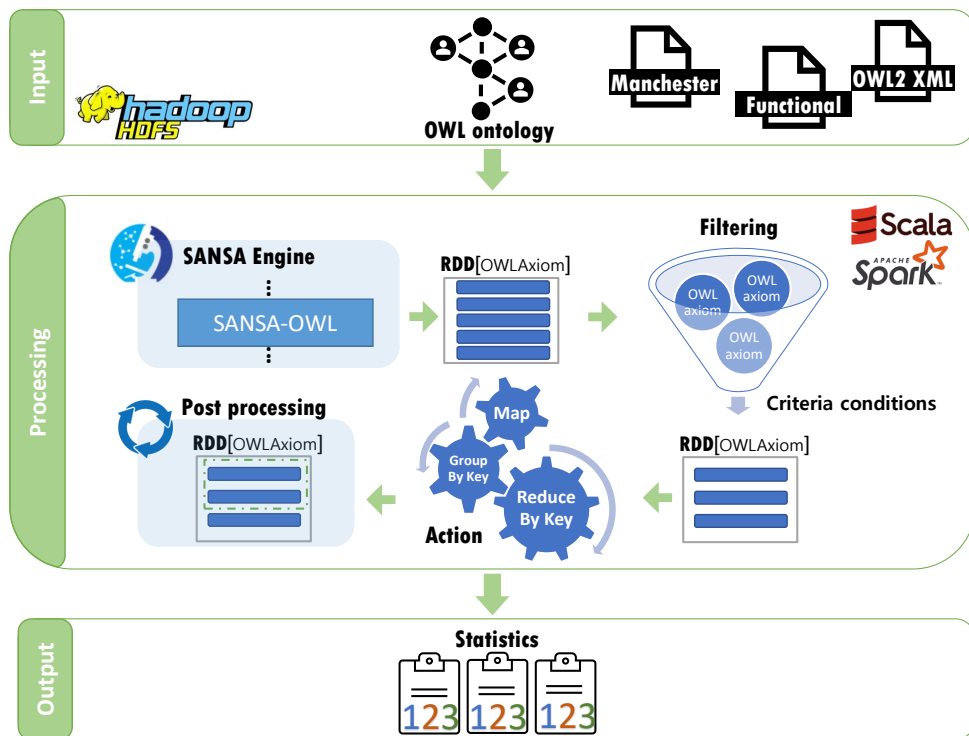 Input
hadoop
HDFS
OWL ontology
Manchester
Functional
OWL2 XML
Processing
SANSA Engine
SANSA-OWL
RDD[OWLAxiom]
Filtering
OWL
axiom
OWL
axiom
OWL
axiom
Scala
APACHE
Spark
Criteria conditions
RDD[OWLAxiom]
Map
Group
By Key
Reduce
By Key
Action
Post processing
RDD[OWLAxiom]
Output
Statistics
123
123
123